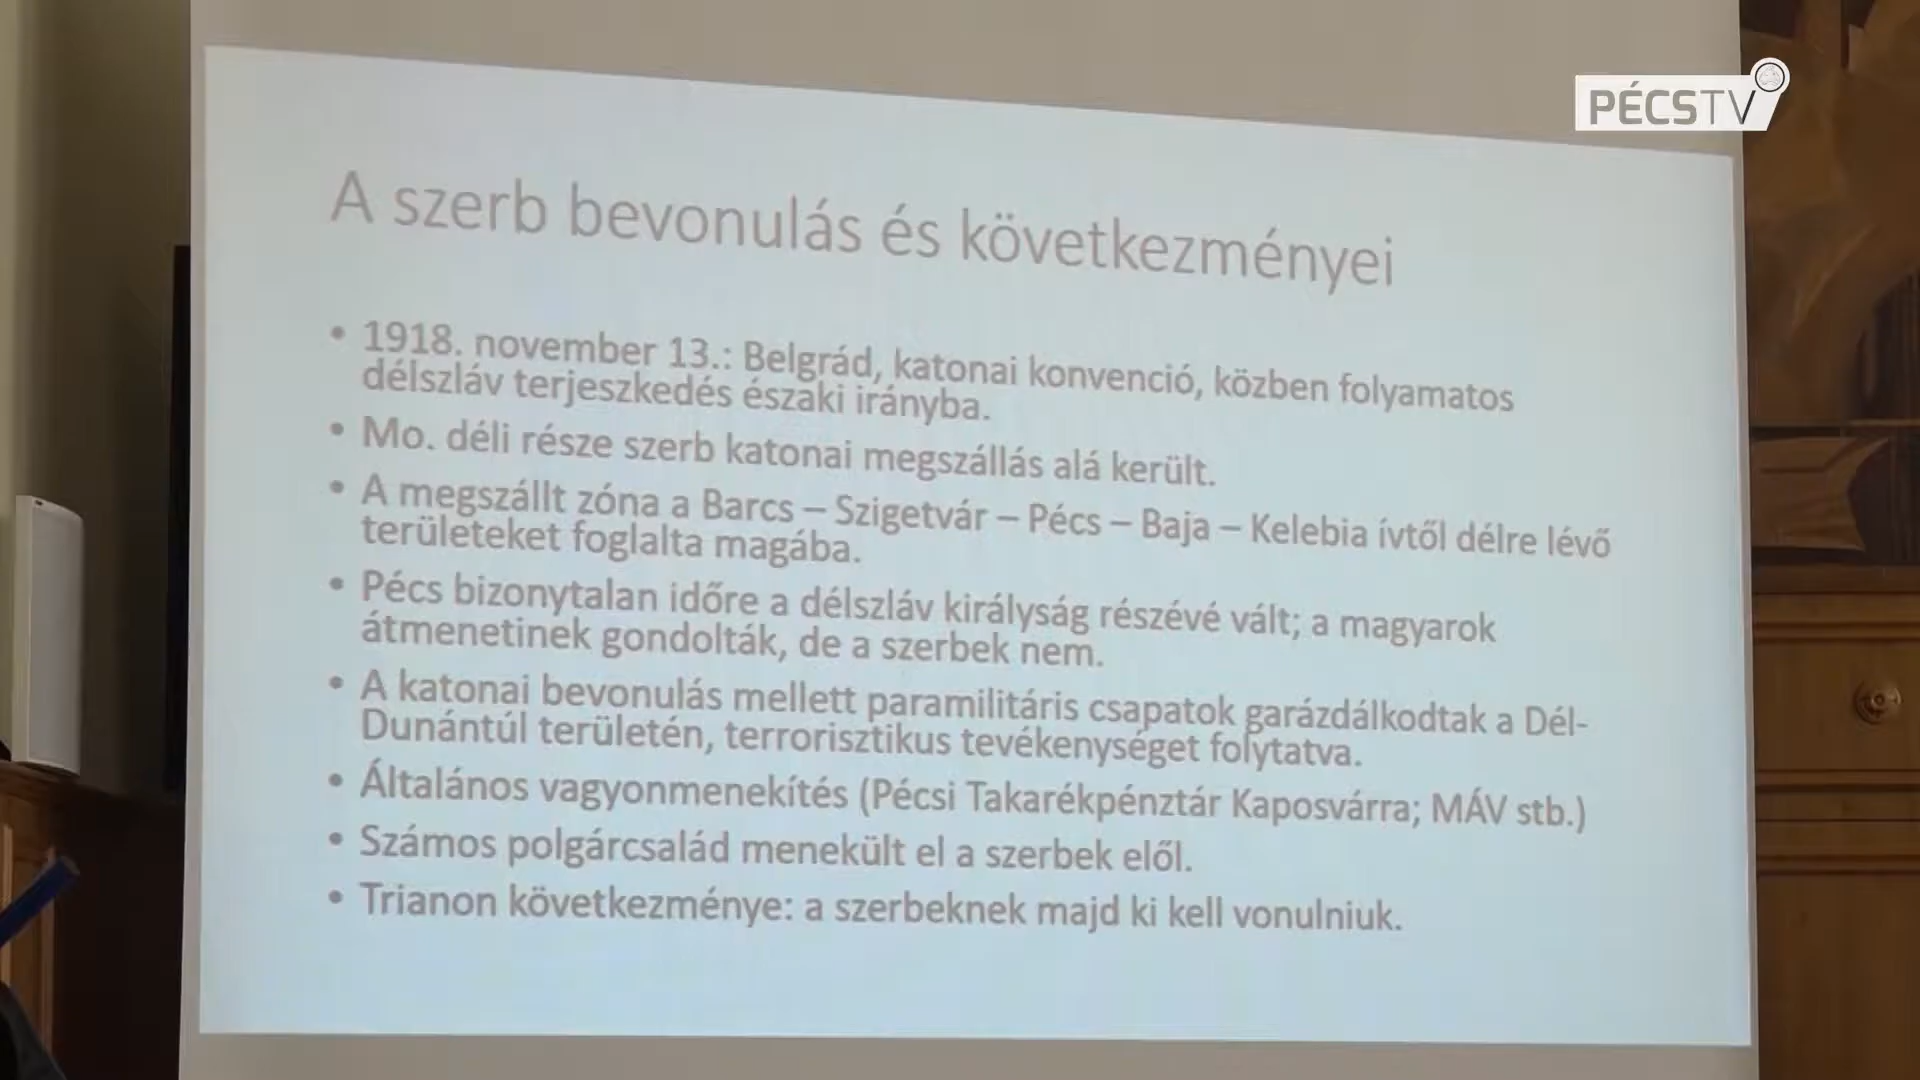 PÉCSTV
A szerb bevonulás és következményei
• 1918. november 13.: Belgrád, katonai konvenció, közben folyamatos
délszláv terjeszkedés északi irányba.
• Mo. déli része szerb katonai megszállás alá került.
• A megszállt zóna a Barcs – Szigetvár – Pécs – Baja – Kelebia ívtől délre lévő
területeket foglalta magába.
• Pécs bizonytalan időre a délszláv királyság részévé vált; a magyarok
átmenetinek gondolták, de a szerbek nem.
• A katonai bevonulás mellett paramilitáris csapatok garázdálkodtak a Dél-
Dunántúl területén, terrorisztikus tevékenységet folytatva.
• Általános vagyonmenekítés (Pécsi Takarékpénztár Kaposvárra; MÁV stb.)
• Számos polgárcsalád menekült el a szerbek elől.
• Trianon következménye: a szerbeknek majd ki kell vonulniuk.